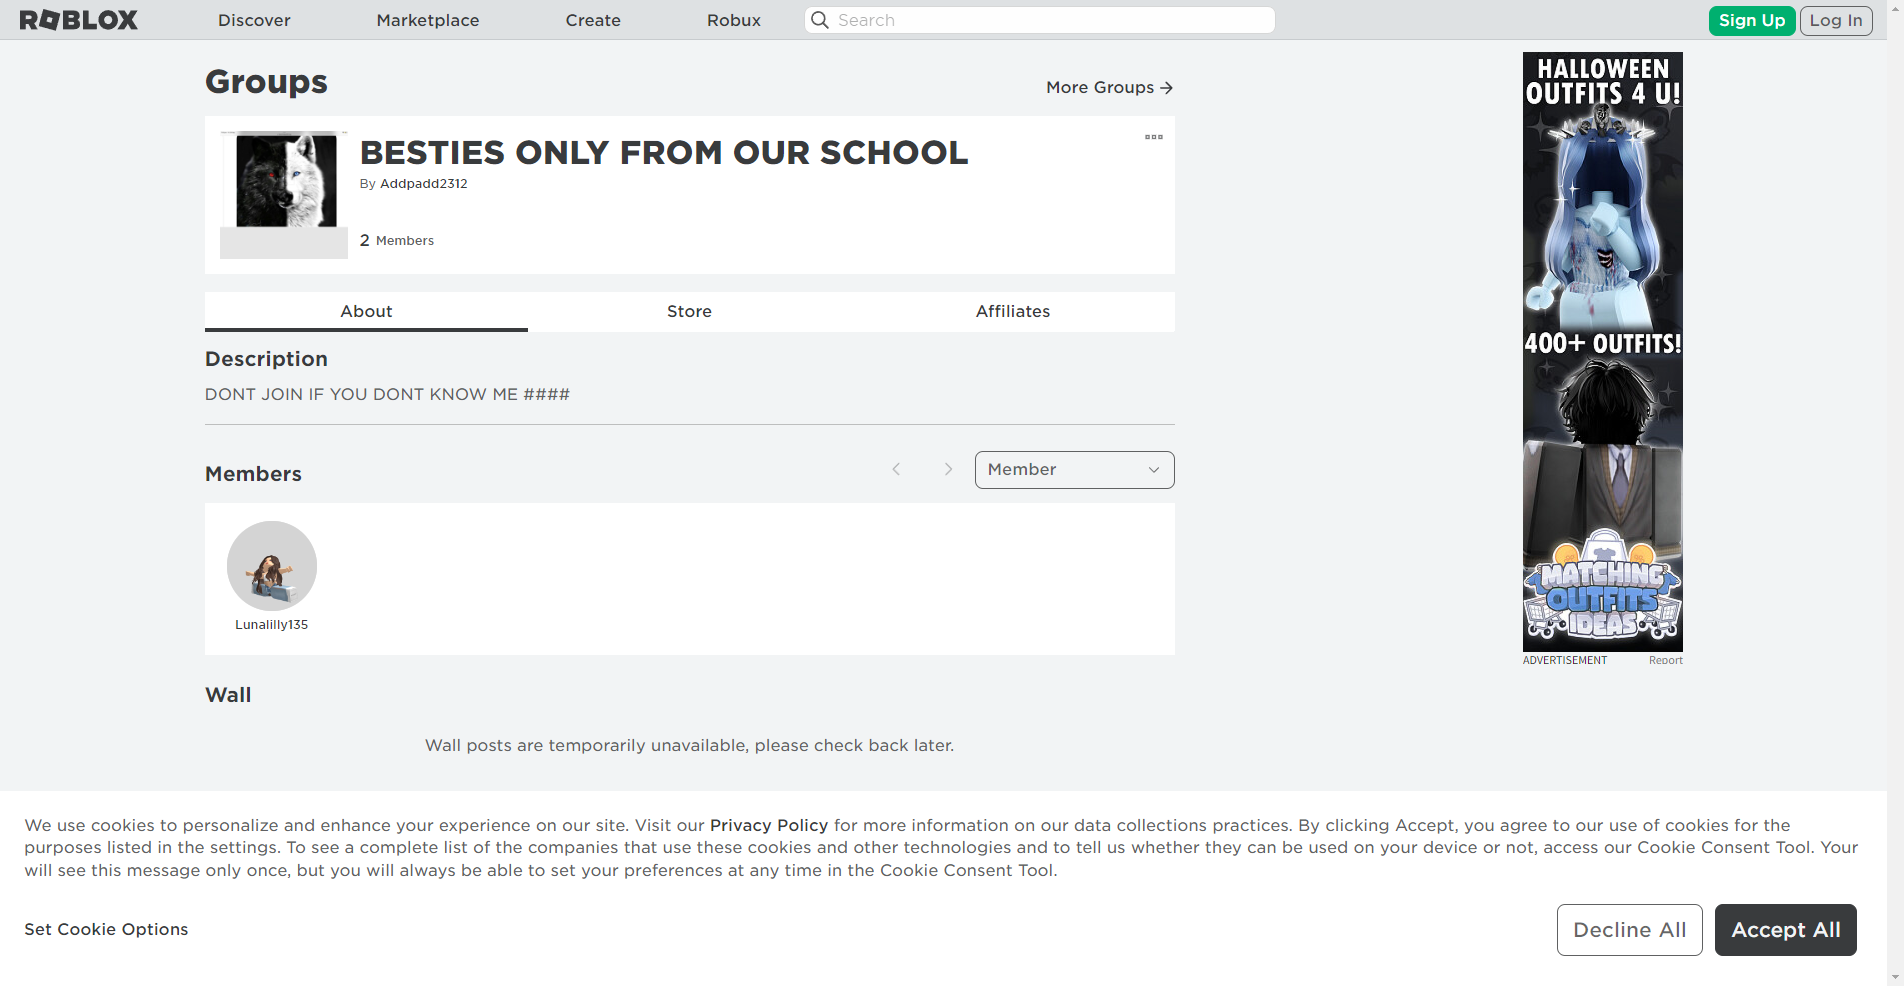 ROBLOX
Discover
Marketplace
Create
Robux
Search
Sign Up
Log In
Groups
More Groups
BESTIES ONLY FROM OUR SCHOOL
By Addpadd2312
2 Members
About
Store
Affiliates
Description
DONT JOIN IF YOU DONT KNOW ME ####
Members
Member
Lunalilly135
Wall
Wall posts are temporarily unavailable, please check back later.
HALLOWEEN
OUTFITS 4 U!
400+ OUTFITS!
MATCHING
OUTFITS
IDEAS
ADVERTISEMENT
Report
We use cookies to personalize and enhance your experience on our site. Visit our Privacy Policy for more information on our data collections practices. By clicking Accept, you agree to our use of cookies for the
purposes listed in the settings. To see a complete list of the companies that use these cookies and other technologies and to tell us whether they can be used on your device or not, access our Cookie Consent Tool. Your
will see this message only once, but you will always be able to set your preferences at any time in the Cookie Consent Tool.
Set Cookie Options
Decline All
Accept All